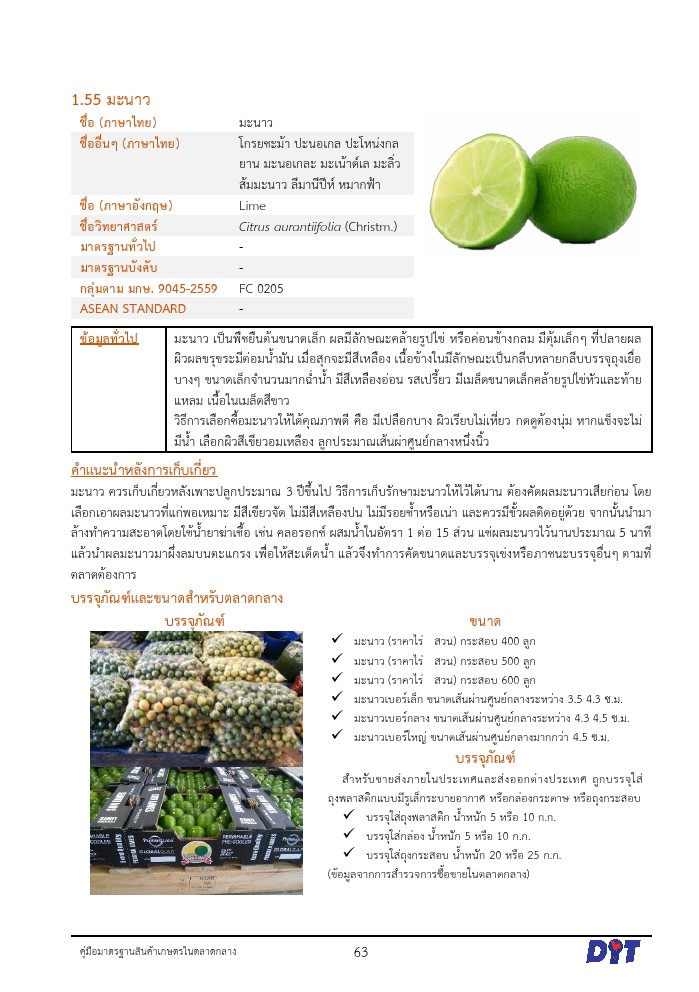 1.55 มะนาว
ชื่อ (ภาษาไทย) มะนาว
ชื่ออื่นๆ (ภาษาไทย) โกรยชะม้า ปะนอเกล ปะโหน่งกล
ยาน มะนอเกละ มะเน้าด์เล มะลิ่ว
ส้มมะนาว ลีมานีปีห์ หมากฟ้า
ชื่อ (ภาษาอังกฤษ) Lime
ชื่อวิทยาศาสตร์ Citrus aurantiifolia (Christm.)
มาตรฐานทั่วไป -
มาตรฐานบังคับ -
กลุ่มตาม มกษ. 9045-2559 FC 0205
ASEAN STANDARD -
ข้อมูลทั่วไป มะนาว เป็นพืชยืนต้นขนาดเล็ก ผลมีลักษณะคล้ายรูปไข่ หรือค่อนข้างกลม มีตุ้มเล็กๆ ที่ปลายผล
ผิวผลขรุขระมีต่อมน้ำมัน เมื่อสุกจะมีสีเหลือง เนื้อข้างในมีลักษณะเป็นกลีบหลายกลีบบรรจุถุงเยื่อ
บางๆ ขนาดเล็กจำนวนมากฉ่ำน้ำ มีสีเหลืองอ่อน รสเปรี้ยว มีเมล็ดขนาดเล็กคล้ายรูปไข่หัวและท้าย
แหลม เนื้อในเมล็ดสีขาว
วิธีการเลือกซื้อมะนาวให้ได้คุณภาพดี คือ มีเปลือกบาง ผิวเรียบไม่เหี่ยว กดดูต้องนุ่ม หากแข็งจะไม่
มีน้ำ เลือกผิวสีเขียวอมเหลือง ลูกประมาณเส้นผ่าศูนย์กลางหนึ่งนิ้ว
คำแนะนำหลังการเก็บเกี่ยว
มะนาว ควรเก็บเกี่ยวหลังเพาะปลูกประมาณ 3 ปีขึ้นไป วิธีการเก็บรักษามะนาวให้ไว้ได้นาน ต้องคัดผลมะนาวเสียก่อน โดย
เลือกเอาผลมะนาวที่แก่พอเหมาะ มีสีเขียวจัด ไม่มีสีเหลืองปน ไม่มีรอยช้ำหรือเน่า และควรมีขั้วผลติดอยู่ด้วย จากนั้นนำมา
ล้างทำความสะอาดโดยใช้น้ำยาฆ่าเชื้อ เช่น คลอรอกซ์ ผสมน้ำในอัตรา 1 ต่อ 15 ส่วน แช่ผลมะนาวไว้นานประมาณ 5 นาที
แล้วนำผลมะนาวมาผึ่งลมบนตะแกรง เพื่อให้สะเด็ดน้ำ แล้วจึงทำการคัดขนาดและบรรจุเข่งหรือภาชนะบรรจุอื่นๆ ตามที่
ตลาดต้องการ
บรรจุภัณฑ์และขนาดสำหรับตลาดกลาง
บรรจุภัณฑ์
ขนาด
มะนาว (ราคาไร่ สวน) กระสอบ 400 ลูก
มะนาว (ราคาไร่ สวน) กระสอบ 500 ลูก
มะนาว (ราคาไร่ สวน) กระสอบ 600 ลูก
มะนาวเบอร์เล็ก ขนาดเส้นผ่านศูนย์กลางระหว่าง 3.5 4.3 ซ.ม.
มะนาวเบอร์กลาง ขนาดเส้นผ่านศูนย์กลางระหว่าง 4.3 4.5 ซ.ม.
มะนาวเบอร์ใหญ่ ขนาดเส้นผ่านศูนย์กลางมากกว่า 4.5 ซ.ม.
บรรจุภัณฑ์
สำหรับขายส่งภายในประเทศและส่งออกต่างประเทศ ถูกบรรจุใส่
ถุงพลาสติกแบบมีรูเล็กระบายอากาศ หรือกล่องกระดาษ หรือถุงกระสอบ
บรรจุใส่ถุงพลาสติก น้ำหนัก 5 หรือ 10 ก.ก.
บรรจุใส่กล่อง น้ำหนัก 5 หรือ 10 ก.ก.
บรรจุใส่ถุงกระสอบ น้ำหนัก 20 หรือ 25 ก.ก.
(ข้อมูลจากการสำรวจการซื้อขายในตลาดกลาง)
คู่มือมาตรฐานสินค้าเกษตรในตลาดกลาง 63 DIT